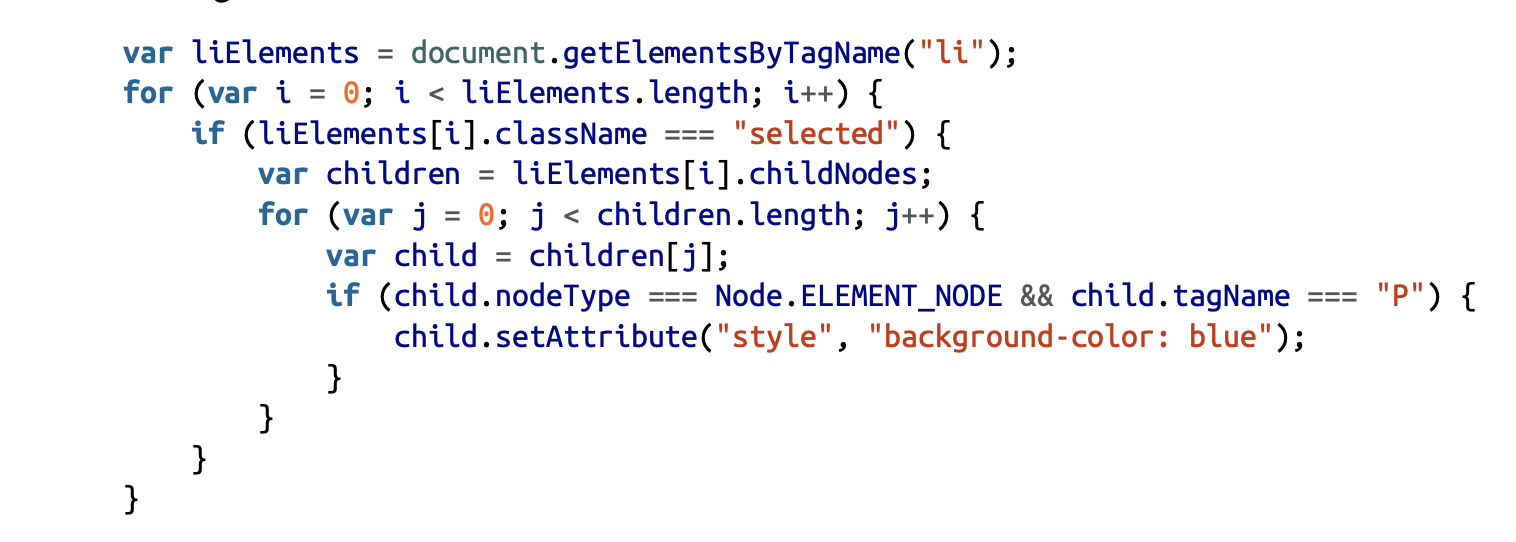 var liElements = document.getElementsByTagName("li");
for (var i = 0; i < liElements.length; i++) {
    if (liElements[i].className === "selected") {
        var children = liElements[i].childNodes;
        for (var j = 0; j < children.length; j++) {
            var child = children[j];
            if (child.nodeType === Node.ELEMENT_NODE && child.tagName === "P") {
                child.setAttribute("style", "background-color: blue");
            }
        }
    }
}